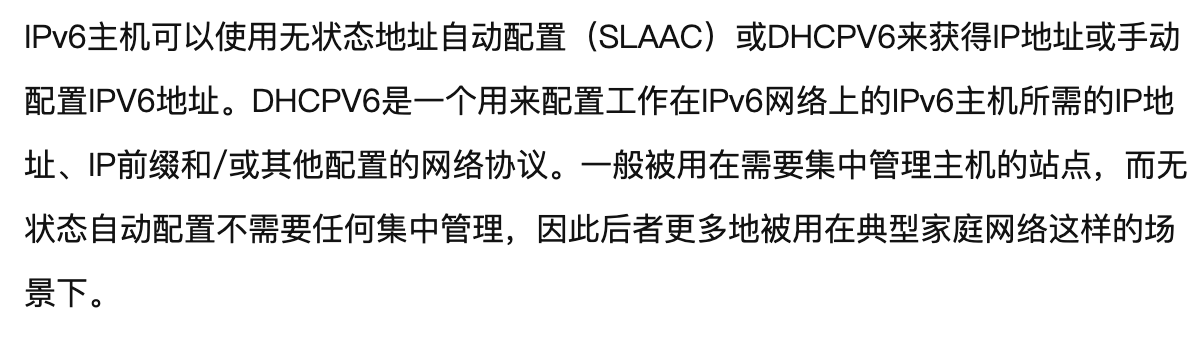 IPv6主机可以使用无状态地址自动配置（SLAAC）或DHCPV6来获得IP地址或手动
配置IPV6地址。DHCPV6是一个用来配置工作在IPv6网络上的IPv6主机所需的IP地
址、IP前缀和/或其他配置的网络协议。一般被用在需要集中管理主机的站点，而无
状态自动配置不需要任何集中管理，因此后者更多地被用在典型家庭网络这样的场
景下。